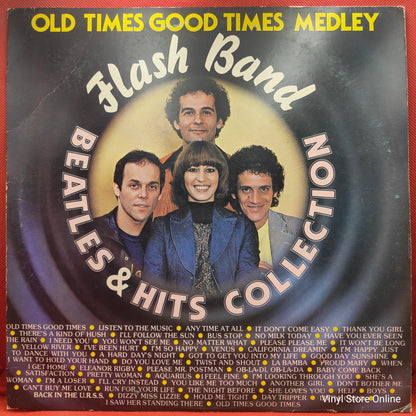 OLD TIMES GOOD TIMES MEDLEY
Flash Band
BEATLES & HITS COLLECTION
OLD TIMES GOOD TIMES • LISTEN TO THE MUSIC • ANY TIME AT ALL • IT DON'T COME EASY • THANK YOU GIRL
• THERE'S A KIND OF HUSH • I'LL FOLLOW THE SUN • BUS STOP • NO MILK TODAY • HAVE YOU EVER SEEN
THE RAIN • I NEED YOU • YOU WON'T SEE ME • NO MATTER WHAT • PLEASE PLEASE ME • IT WON'T BE LONG
• YELLOW RIVER • I'VE BEEN HURT • I'M SO HAPPY • VENUS • CALIFORNIA DREAMIN' • I'M HAPPY JUST
TO DANCE WITH YOU • A HARD DAY'S NIGHT • GOT TO GET YOU INTO MY LIFE • GOOD DAY SUNSHINE •
I WANT TO HOLD YOUR HAND • DO YOU LOVE ME • TWIST AND SHOUT • LA BAMBA • PROUD MARY • WHEN
I GET HOME • ELEANOR RIGBY • PLEASE MR. POSTMAN • OB-LA-DI, OB-LA-DA • BABY COME BACK •
SATISFACTION • PRETTY WOMAN • AQUARIUS • I FEEL FINE • I'M LOOKING THROUGH YOU • SHE'S A
WOMAN • I'M A LOSER • I'LL CRY INSTEAD • YOU LIKE ME TOO MUCH • ANOTHER GIRL • DON'T BOTHER ME
CAN'T BUY ME LOVE • RUN FOR YOUR LIFE • THE NIGHT BEFORE • SHE LOVES YOU • HELP • BOYS •
BACK IN THE U.R.S.S. • DIZZY MISS LIZZIE • HOLD ME TIGHT • DAY TRIPPER •
I SAW HER STANDING THERE • OLD TIMES GOOD TIMES
Vinyl Store Online